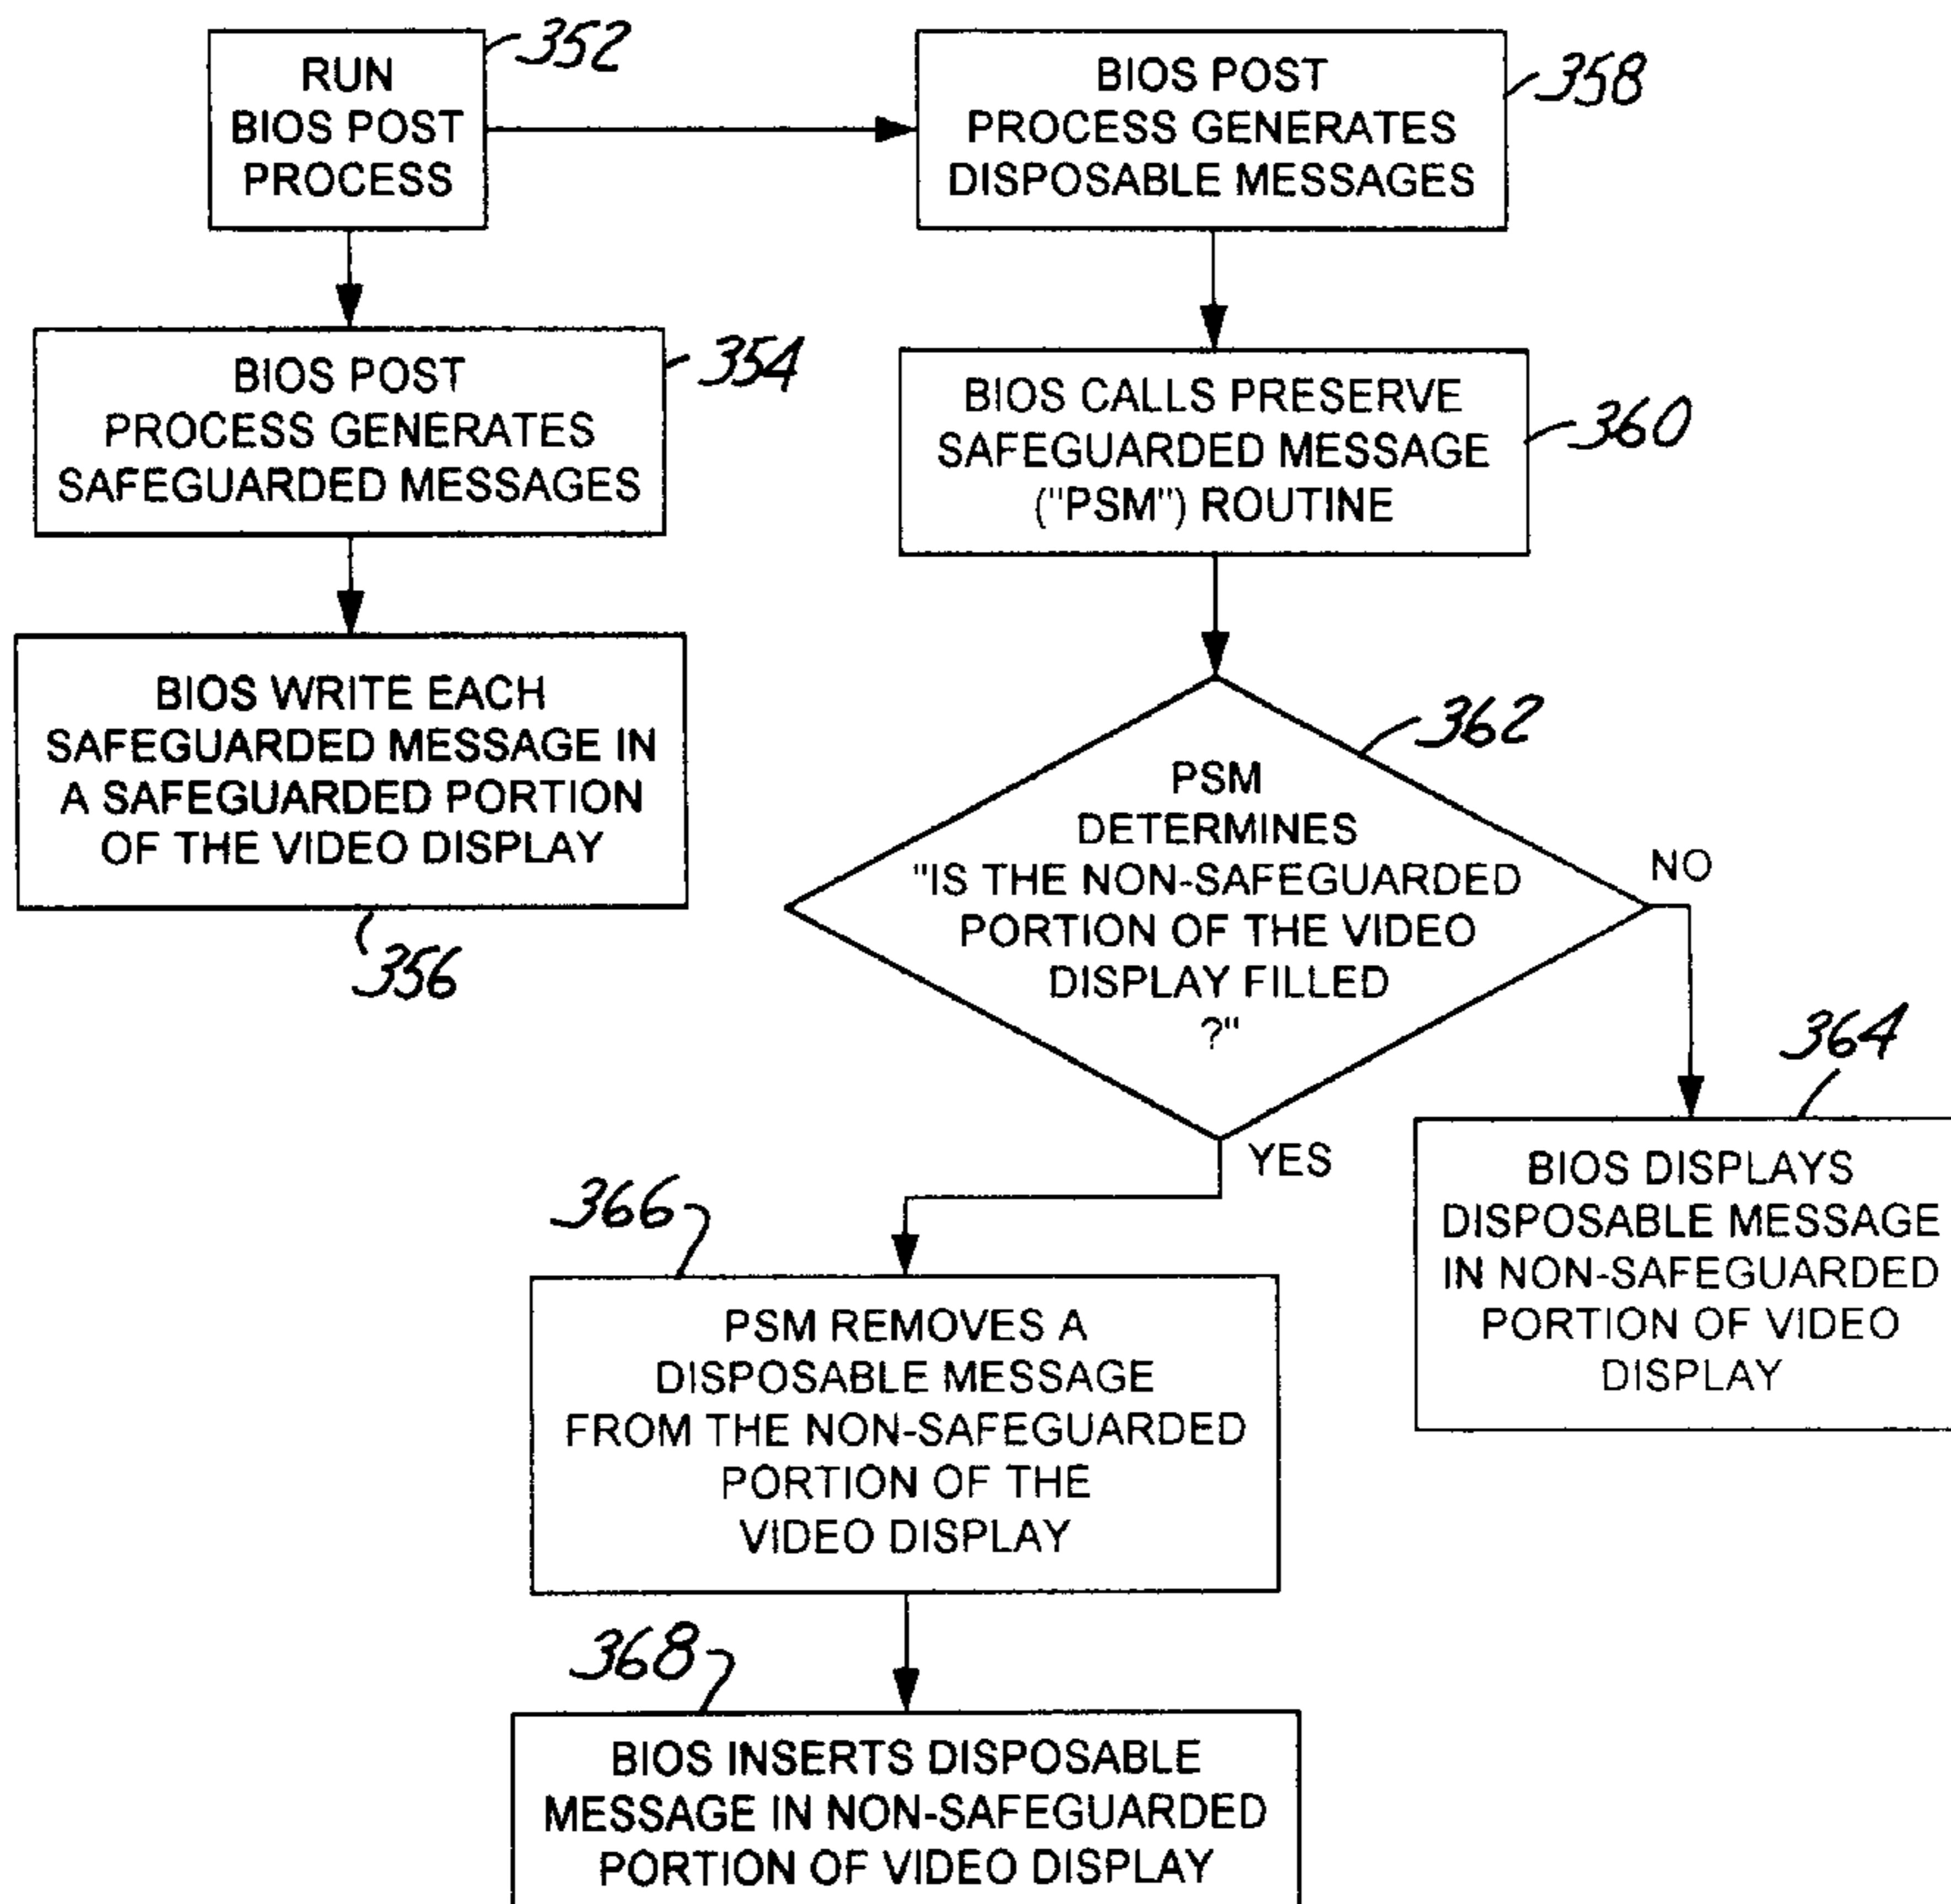 RUN
BIOS POST
PROCESS
352
BIOS POST
PROCESS GENERATES
DISPOSABLE MESSAGES
358
BIOS POST
PROCESS GENERATES
SAFEGUARDED MESSAGES
354
BIOS CALLS PRESERVE
SAFEGUARDED MESSAGE
("PSM") ROUTINE
360
BIOS WRITE EACH
SAFEGUARDED MESSAGE IN
A SAFEGUARDED PORTION
OF THE VIDEO DISPLAY
356
362
PSM
DETERMINES
"IS THE NON-SAFEGUARDED
PORTION OF THE VIDEO
DISPLAY FILLED
?"
NO
YES
364
BIOS DISPLAYS
DISPOSABLE MESSAGE
IN NON-SAFEGUARDED
PORTION OF VIDEO
DISPLAY
366
PSM REMOVES A
DISPOSABLE MESSAGE
FROM THE NON-SAFEGUARDED
PORTION OF THE
VIDEO DISPLAY
368
BIOS INSERTS DISPOSABLE
MESSAGE IN NON-SAFEGUARDED
PORTION OF VIDEO DISPLAY